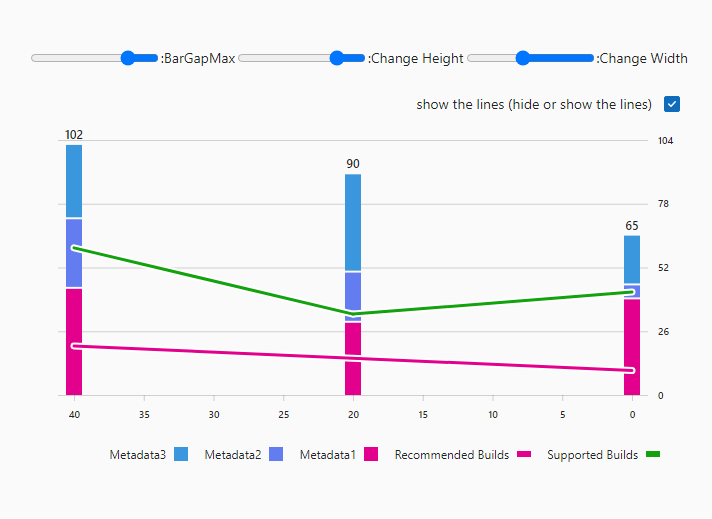 :BarGapMax :Change Height :Change Width
show the lines (hide or show the lines)
102
90
65
104
78
52
26
0
40 35 30 25 20 15 10 5 0
Metadata3 Metadata2 Metadata1 Recommended Builds Supported Builds